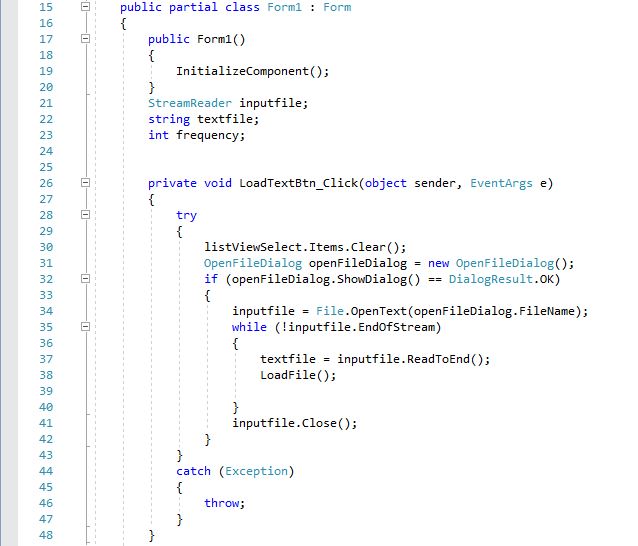 15 public partial class Form1 : Form
16 {
17 public Form1()
18 {
19 InitializeComponent();
20 }
21 StreamReader inputfile;
22 string textfile;
23 int frequency;
24
25
26 private void LoadTextBtn_Click(object sender, EventArgs e)
27 {
28 try
29 {
30 listViewSelect.Items.Clear();
31 OpenFileDialog openFileDialog = new OpenFileDialog();
32 if (openFileDialog.ShowDialog() == DialogResult.OK)
33 {
34 inputfile = File.OpenText(openFileDialog.FileName);
35 while (!inputfile.EndOfStream)
36 {
37 textfile = inputfile.ReadToEnd();
38 LoadFile();
39
40 }
41 inputfile.Close();
42 }
43 }
44 catch (Exception)
45 {
46 throw;
47 }
48 }